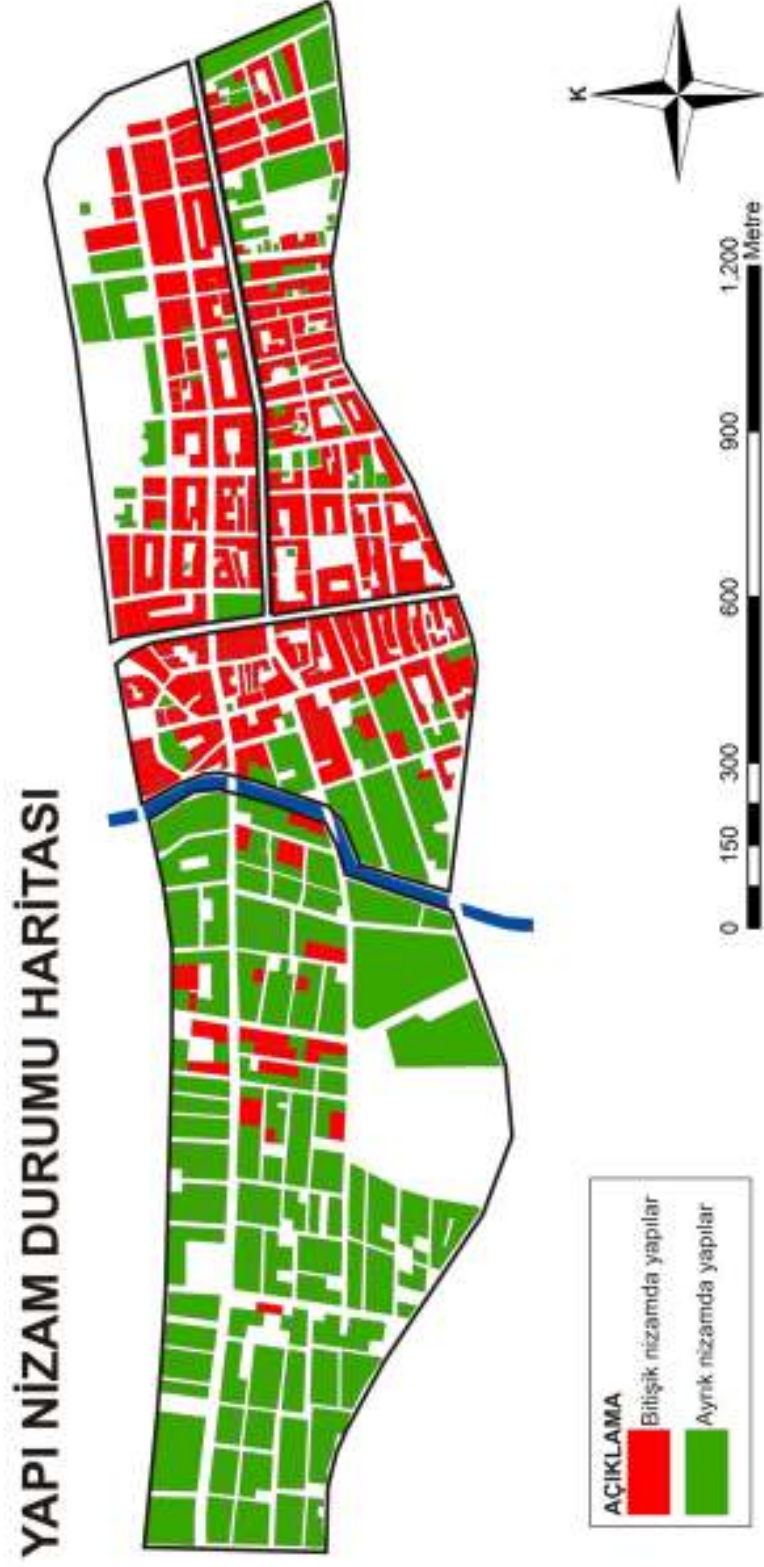 YAPI NİZAM DURUMU HARİTASI
K
0 150 300 600 900 1.200
Metre
AÇIKLAMA
Bitişik nizamda yapılar
Ayrık nizamda yapılar